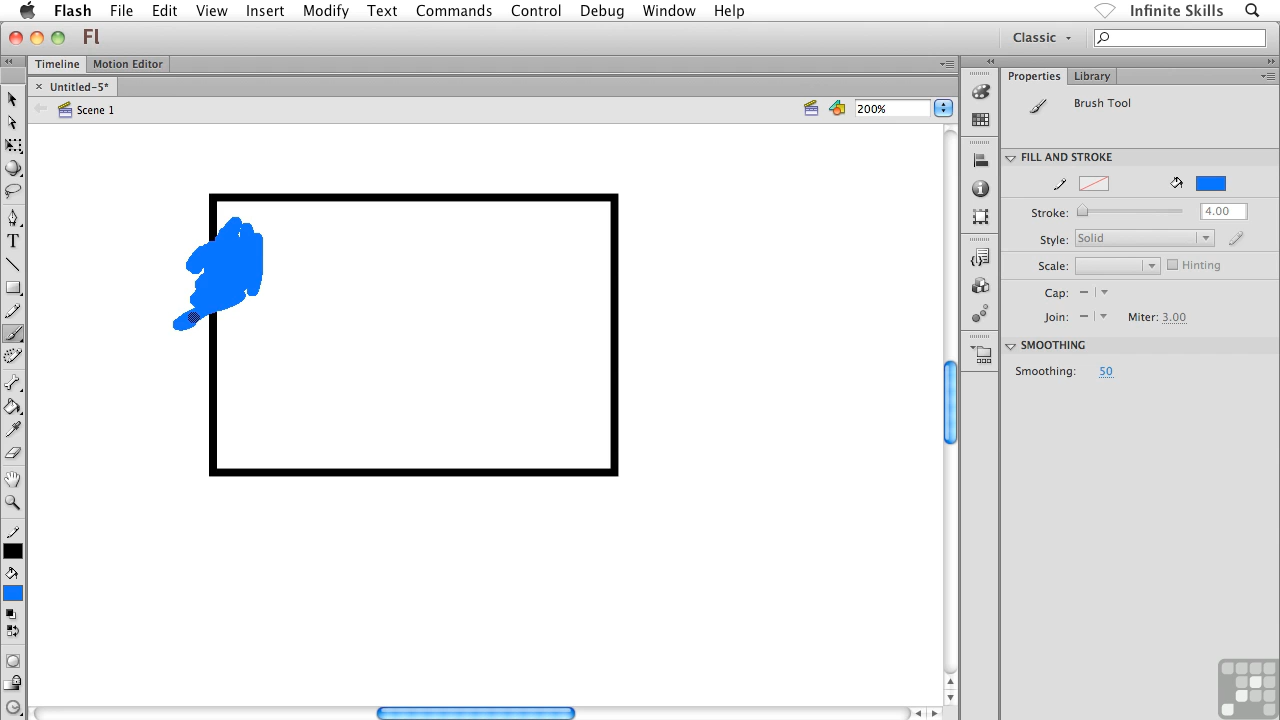 Flash File Edit View Insert Modify Text Commands Control Debug Window Help Infinite Skills
Fl Classic
Timeline Motion Editor
Untitled-5*
Scene 1 200%
Properties Library
Brush Tool
FILL AND STROKE
Stroke: 4.00
Style: Solid
Scale: Hinting
Cap:
Join: Miter: 3.00
SMOOTHING
Smoothing: 50
T